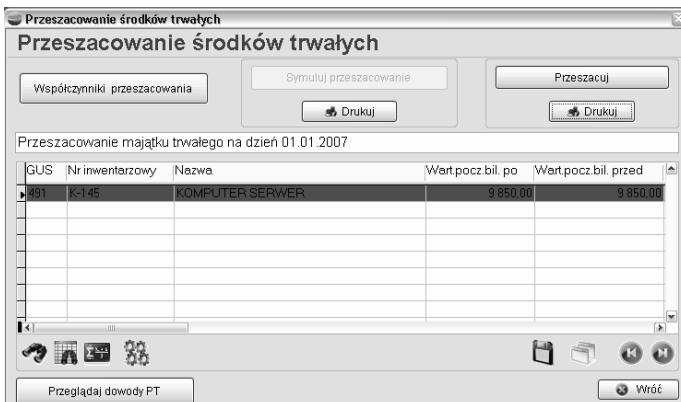 Przeszacowanie środków trwałych
Przeszacowanie środków trwałych
Współczynniki przeszacowania
Symuluj przeszacowanie
Drukuj
Przeszacuj
Drukuj
Przeszacowanie majątku trwałego na dzień 01.01.2007
GUS Nr inwentarzowy Nazwa Wart.pocz.bil. po Wart.pocz.bil. przed
491 K-145 KOMPUTER SERWER 9 850,00 9 850,00
Przeglądaj dowody PT
Wróć